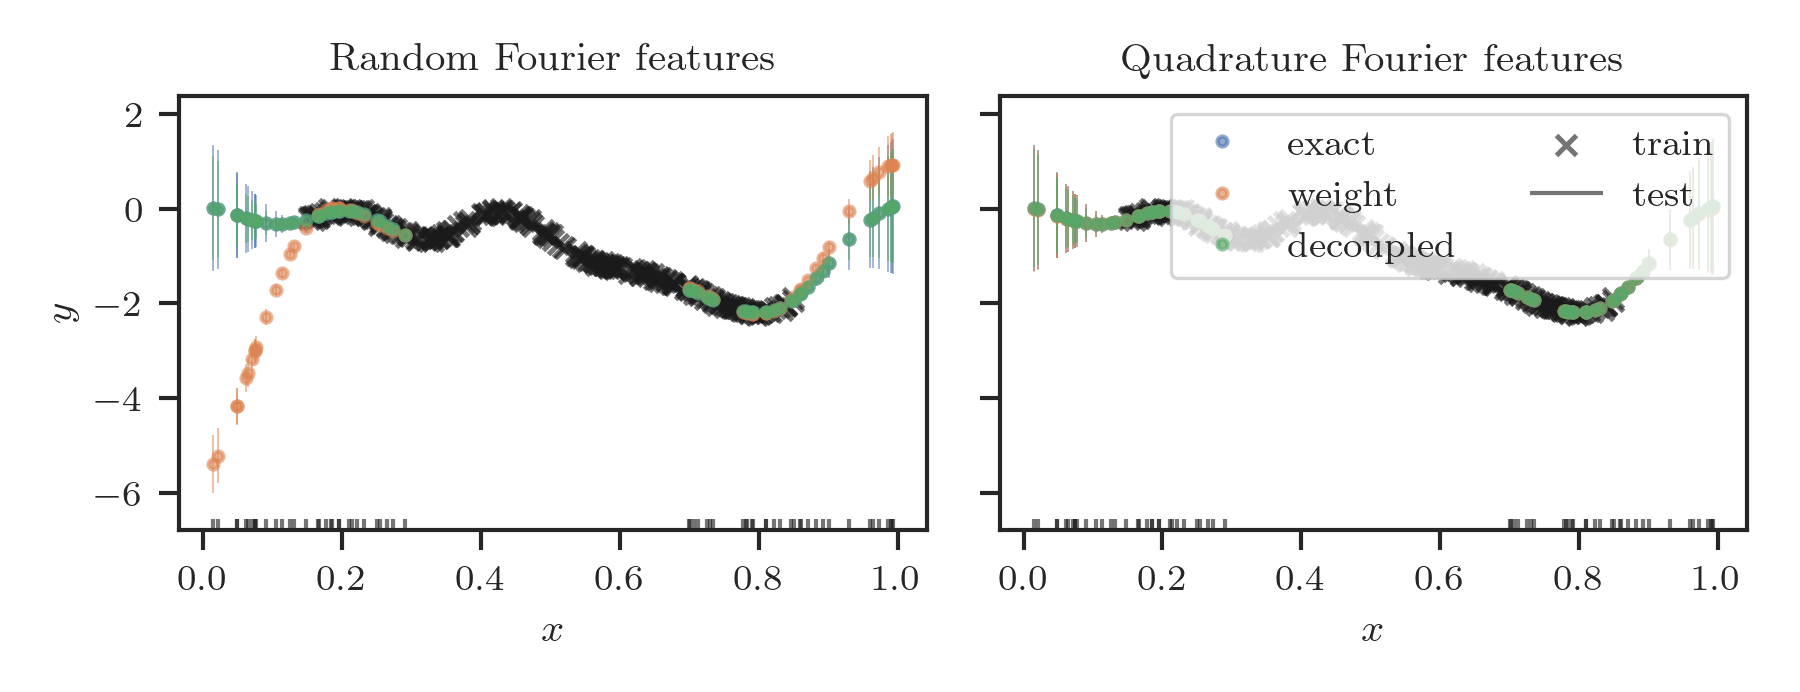 Random Fourier features
Quadrature Fourier features
y
2
0
−2
−4
−6
0.0 0.2 0.4 0.6 0.8 1.0
x
exact
weight
decoupled
train
test
0.0 0.2 0.4 0.6 0.8 1.0
x